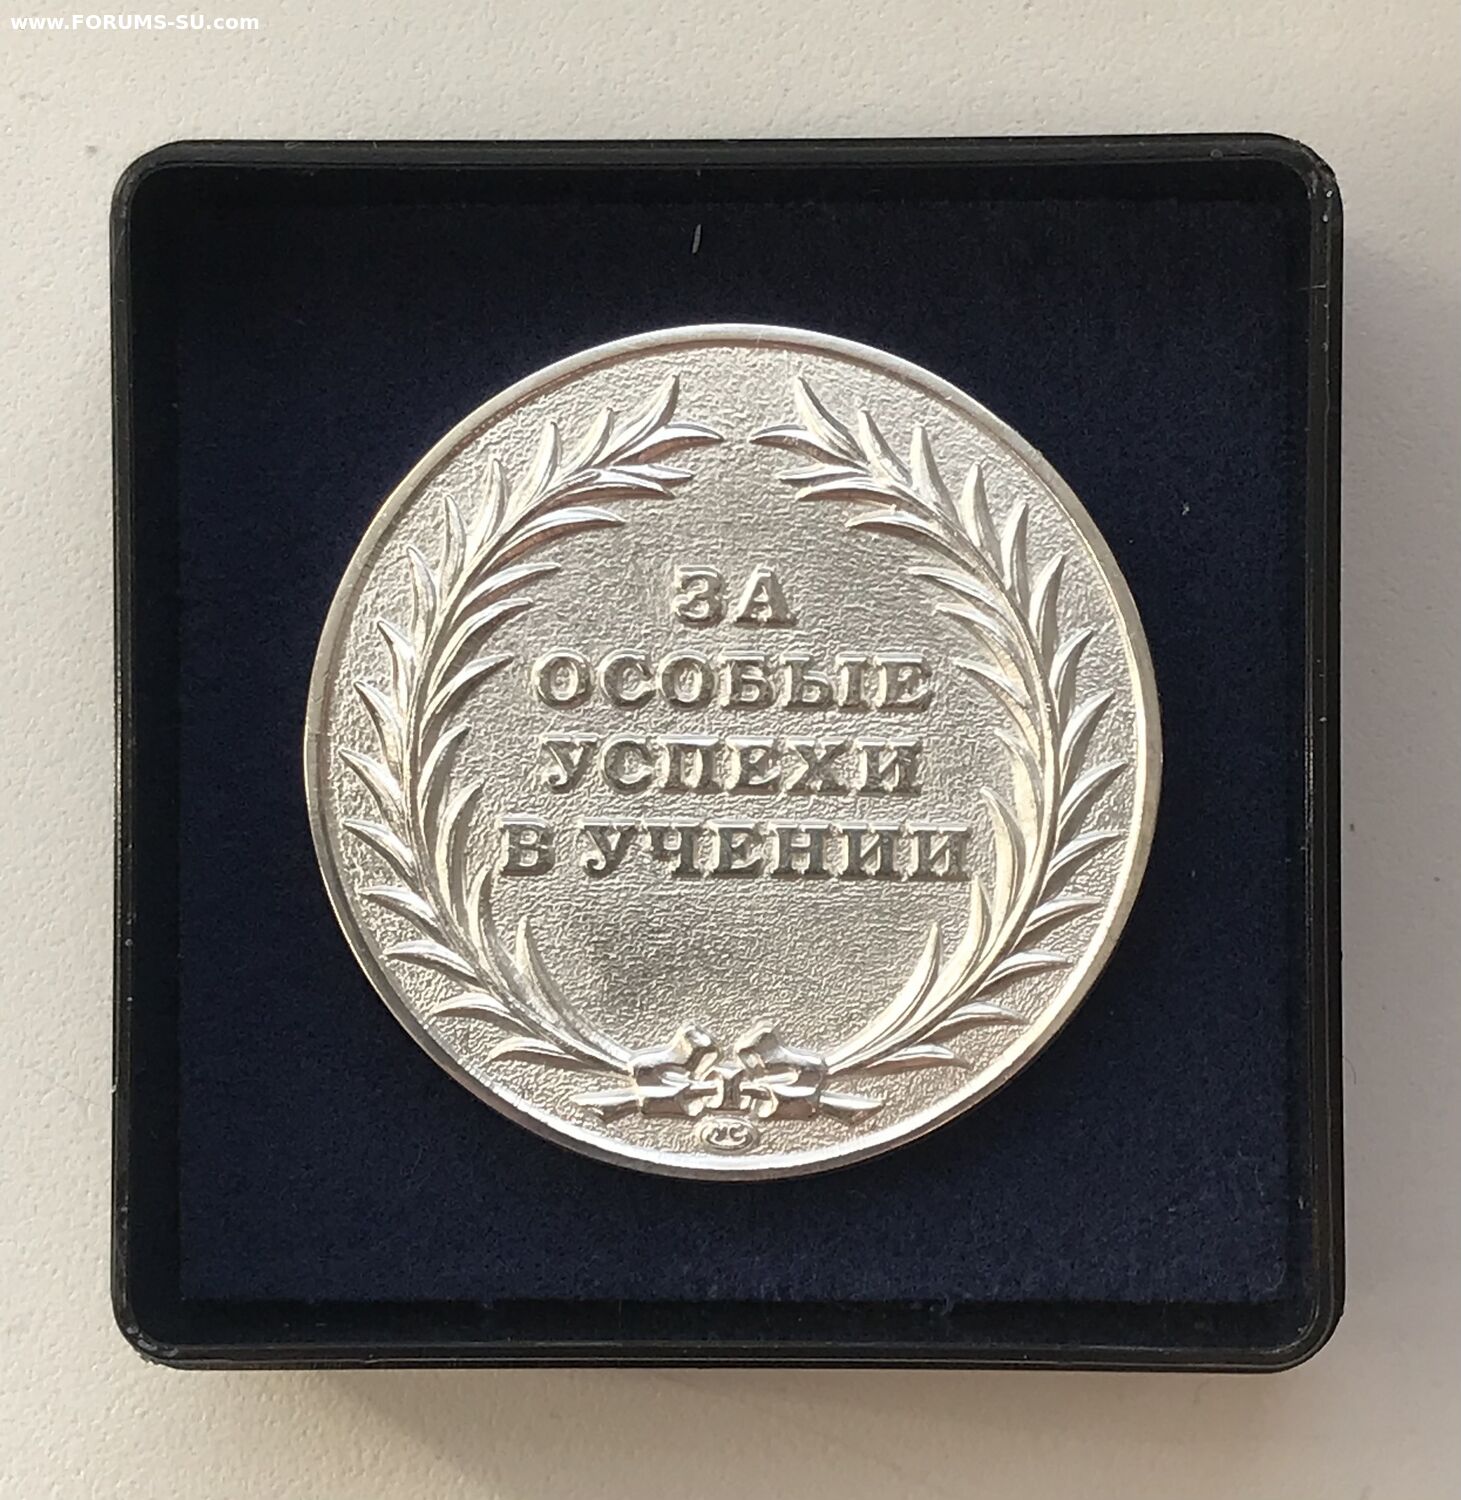 www.FORUMS-SU.com
ЗА
ОСОБЫЕ
УСПЕХИ
В УЧЕНИИ